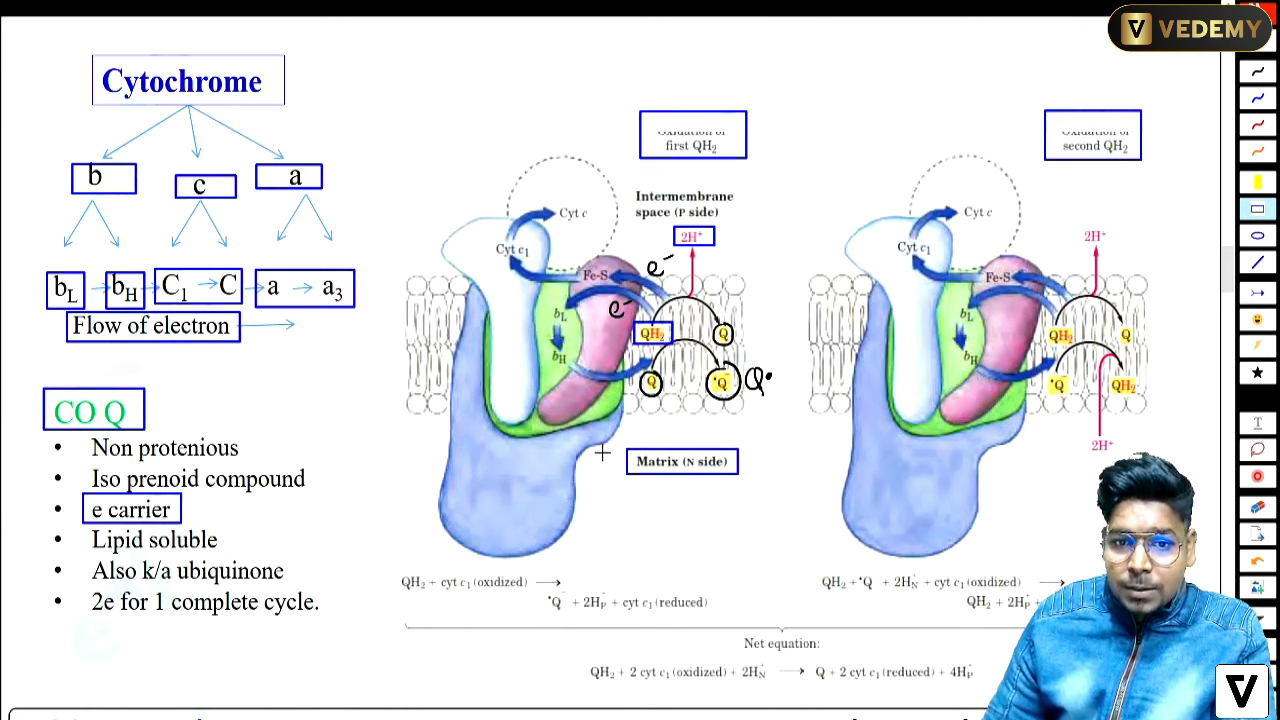 VEDEMY
Cytochrome
b
c
a
bL
bH
C1
C
a
a3
Flow of electron
CO Q
• Non protenious
• Iso prenoid compound
• e carrier
• Lipid soluble
• Also k/a ubiquinone
• 2e for 1 complete cycle.
first QH2
Intermembrane
space (P side)
2H+
Cyt c
Cyt c1
Fe-S
e-
e-
bL
bH
QH2
Q
Q
•Q-
Q•
Matrix (N side)
QH2 + cyt c1 (oxidized) ⟶
•Q- + 2H+P + cyt c1 (reduced)
second QH2
2H+
Cyt c
Cyt c1
Fe-S
bL
bH
QH2
Q
•Q-
QH2
2H+
QH2 + •Q- + 2H+N + cyt c1 (oxidized) ⟶
QH2 + 2H+P +
Net equation:
QH2 + 2 cyt c1 (oxidized) + 2H+N ⟶ Q + 2 cyt c1 (reduced) + 4H+P